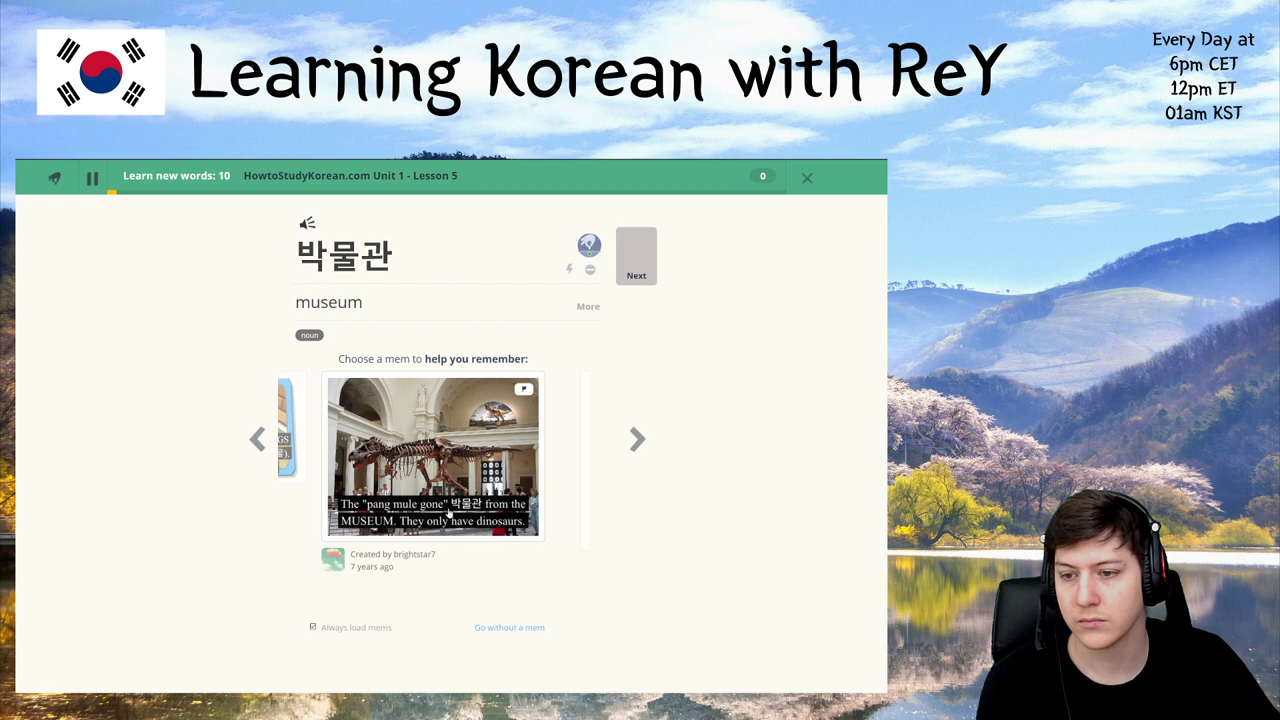 Learning Korean with ReY
Every Day at
6pm CET
12pm ET
01am KST
Learn new words: 10 HowtoStudyKorean.com Unit 1 - Lesson 5
0
박물관
Next
museum
More
noun
Choose a mem to help you remember:
GS
물).
The "pang mule gone" 박물관 from the
MUSEUM. They only have dinosaurs.
Created by brightstar7
7 years ago
Always load mems
Go without a mem